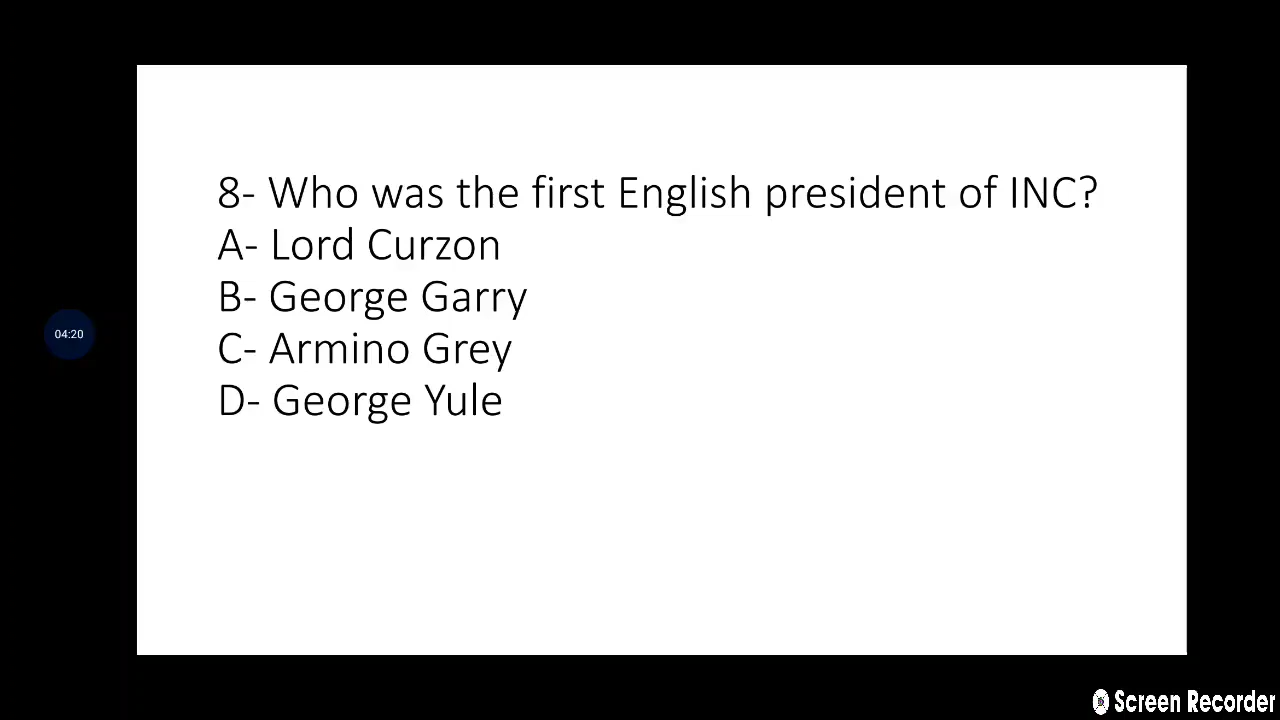 8- Who was the first English president of INC?
A- Lord Curzon
B- George Garry
C- Armino Grey
D- George Yule
04:20
Screen Recorder